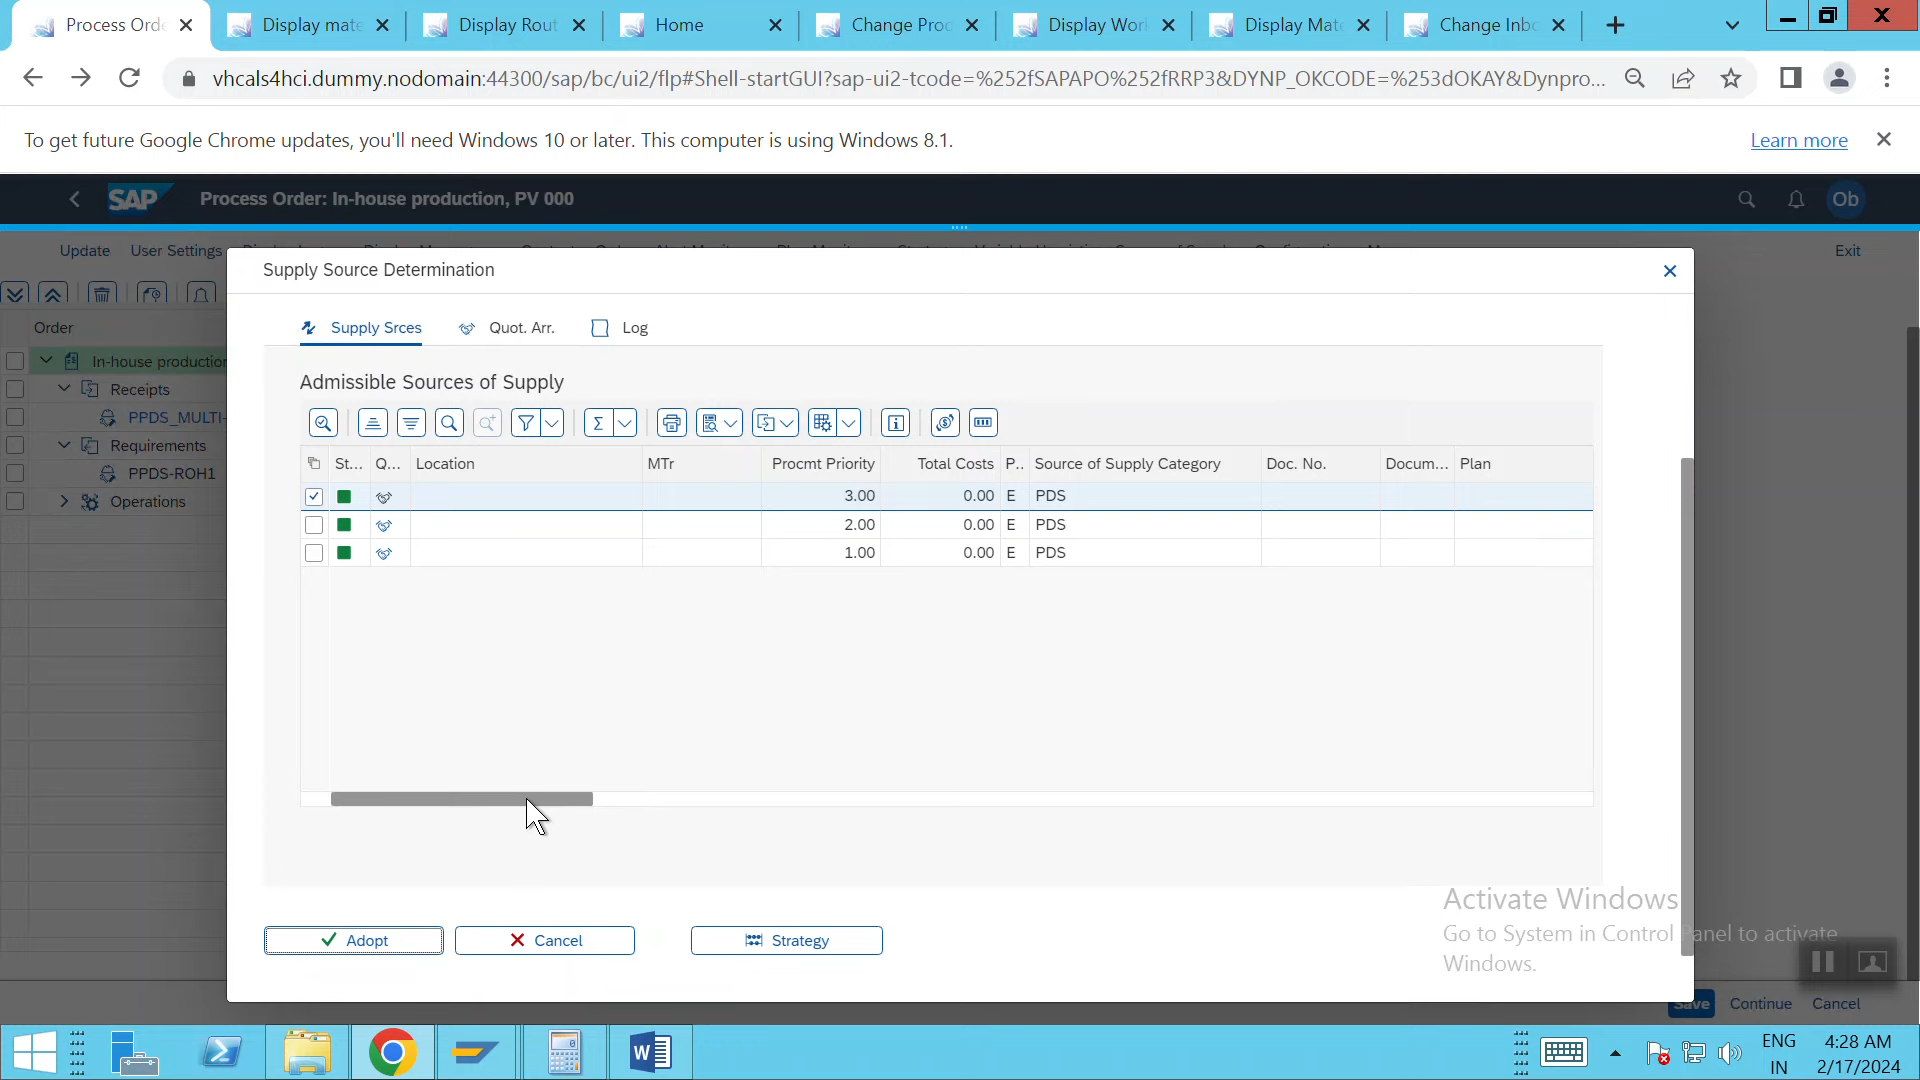 Process Orde
Display mate
Display Rout
Home
Change Proc
Display Wor
Display Mate
Change Inbo
vhcals4hci.dummy.nodomain:44300/sap/bc/ui2/flp#Shell-startGUI?sap-ui2-tcode=%252fSAPAPO%252fRRP3&DYNP_OKCODE=%253dOKAY&Dynpro...
To get future Google Chrome updates, you'll need Windows 10 or later. This computer is using Windows 8.1.
Learn more
SAP
Process Order: In-house production, PV 000
Ob
Update
User Settings
Exit
Supply Source Determination
Supply Srces
Quot. Arr.
Log
Order
In-house production
Receipts
PPDS_MULTI-
Requirements
PPDS-ROH1
Operations
Admissible Sources of Supply
St... Q... Location MTr Procmt Priority Total Costs P.. Source of Supply Category Doc. No. Docum... Plan
3.00 0.00 E PDS
2.00 0.00 E PDS
1.00 0.00 E PDS
Adopt
Cancel
Strategy
Activate Windows
Go to System in Control Panel to activate
Windows.
Save
Continue
Cancel
ENG
IN
4:28 AM
2/17/2024